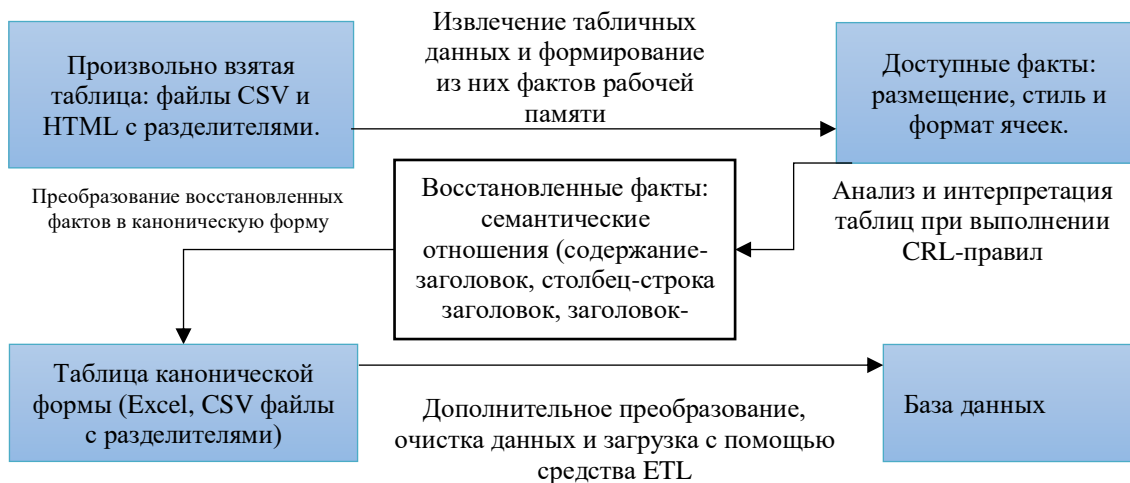 Произвольно взятая
таблица: файлы CSV и
HTML с разделителями.
Извлечение табличных
данных и формирование
из них фактов рабочей
памяти
Доступные факты:
размещение, стиль и
формат ячеек.
Анализ и интерпретация
таблиц при выполнении
CRL-правил
Восстановленные факты:
семантические
отношения (содержание-
заголовок, столбец-строка
заголовок, заголовок-
Преобразование восстановленных
фактов в каноническую форму
Таблица канонической
формы (Excel, CSV файлы
с разделителями)
Дополнительное преобразование,
очистка данных и загрузка с помощью
средства ETL
База данных